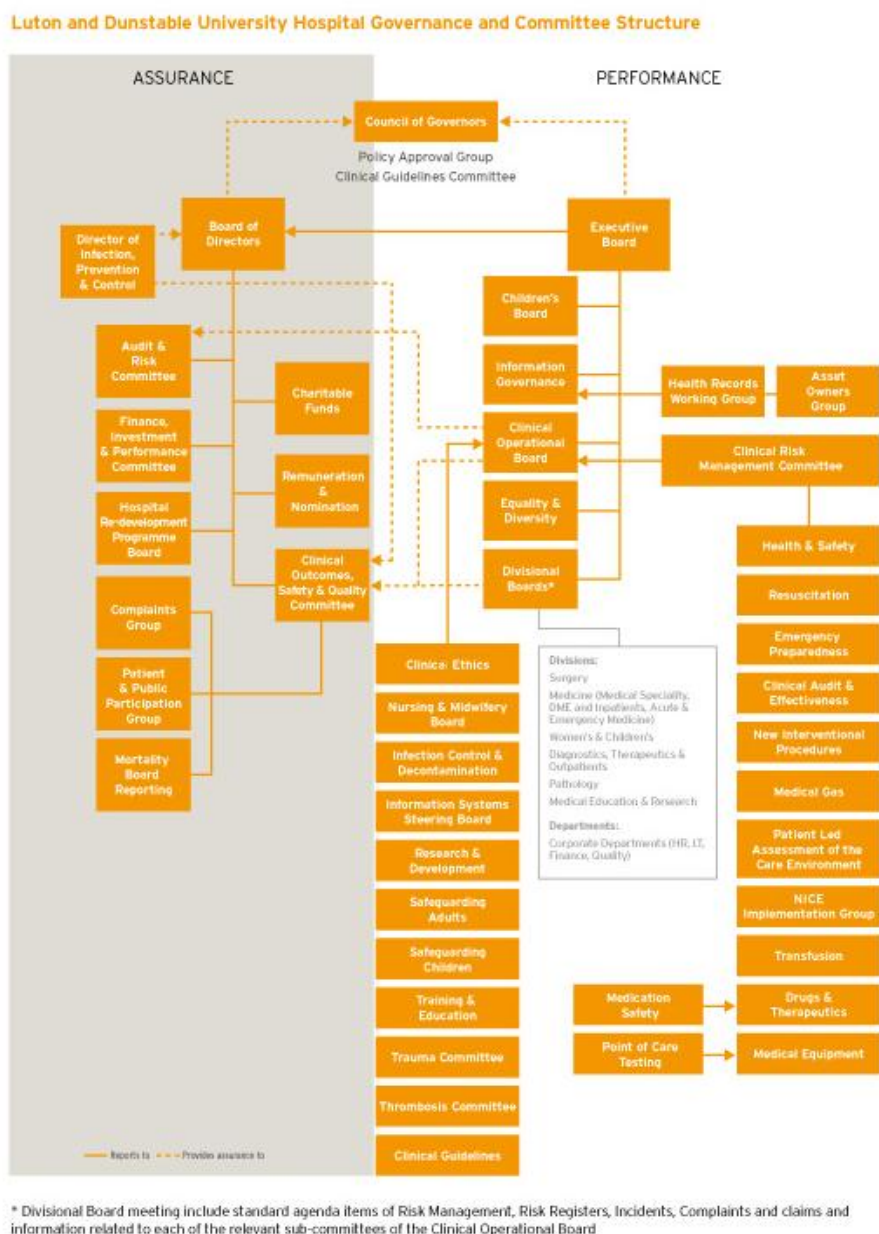 Luton and Dunstable University Hospital Governance and Committee Structure
ASSURANCE
PERFORMANCE
Council of Governors
Policy Approval Group
Clinical Guidelines Committee
Board of
Directors
Executive
Board
Director of
Infection,
Prevention
& Control
Children's
Board
Audit &
Risk
Committee
Information
Governance
Health Records
Working Group
Asset
Owners
Group
Charitable
Funds
Finance,
Investment
& Performance
Committee
Clinical
Operational
Board
Clinical Risk
Management Committee
Remuneration
&
Nomination
Hospital
Re-development
Programme
Board
Equality &
Diversity
Health & Safety
Clinical
Outcomes,
Safety & Quality
Committee
Divisional
Boards*
Complaints
Group
Resuscitation
Patient
& Public
Participation
Group
Mortality
Board
Reporting
Clinical Ethics
Nursing & Midwifery
Board
Infection Control &
Decontamination
Information Systems
Steering Board
Research &
Development
Safeguarding
Adults
Safeguarding
Children
Training &
Education
Trauma Committee
Thrombosis Committee
Clinical Guidelines
Divisions:
Surgery
Medicine (Medical Speciality,
DME and Inpatients, Acute &
Emergency Medicine)
Women's & Children's
Diagnostics, Therapeutics &
Outpatients
Pathology
Medical Education & Research
Departments:
Corporate Departments (HR, I.T,
Finance, Quality)
Emergency
Preparedness
Clinical Audit &
Effectiveness
New Interventional
Procedures
Medical Gas
Patient Led
Assessment of the
Care Environment
NICE
Implementation Group
Transfusion
Medication
Safety
Drugs &
Therapeutics
Point of Care
Testing
Medical Equipment
Reports to
Provides assurance to
* Divisional Board meeting include standard agenda items of Risk Management, Risk Registers, Incidents, Complaints and claims and
information related to each of the relevant sub-committees of the Clinical Operational Board